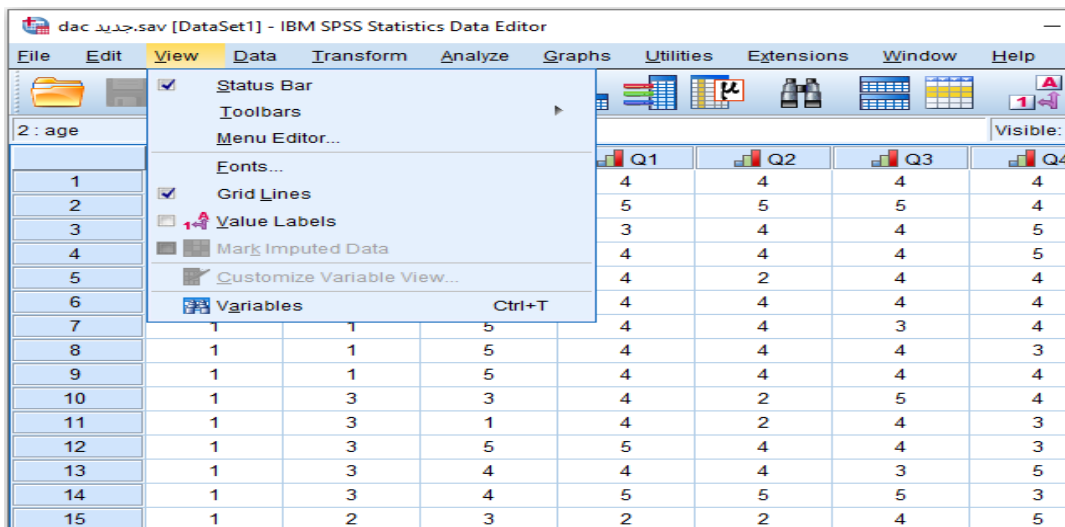 dac جديد.sav [DataSet1] - IBM SPSS Statistics Data Editor
File Edit View Data Transform Analyze Graphs Utilities Extensions Window Help
Status Bar
Toolbars
Menu Editor...
Fonts...
Grid Lines
Value Labels
Mark Imputed Data
Customize Variable View...
Variables Ctrl+T
2 : age Visible:
Q1 Q2 Q3 Q4
1 4 4 4 4
2 5 5 5 4
3 3 4 4 5
4 4 4 4 5
5 4 2 4 4
6 4 4 4 4
7 1 1 5 4 4 3 4
8 1 1 5 4 4 4 3
9 1 1 5 4 4 4 4
10 1 3 3 4 2 5 4
11 1 3 1 4 2 4 3
12 1 3 5 5 4 4 3
13 1 3 4 4 4 3 5
14 1 3 4 5 5 5 3
15 1 2 3 2 2 4 5